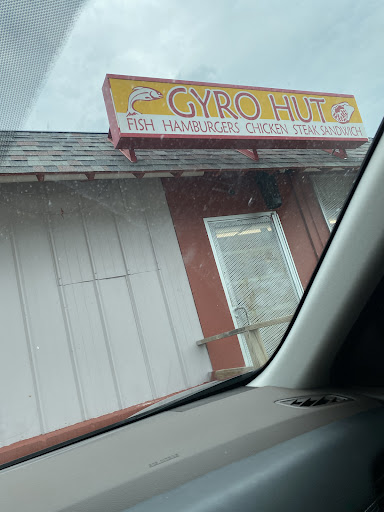 GYRO HUT
FISH HAMBURGERS CHICKEN STEAK SANDWICH